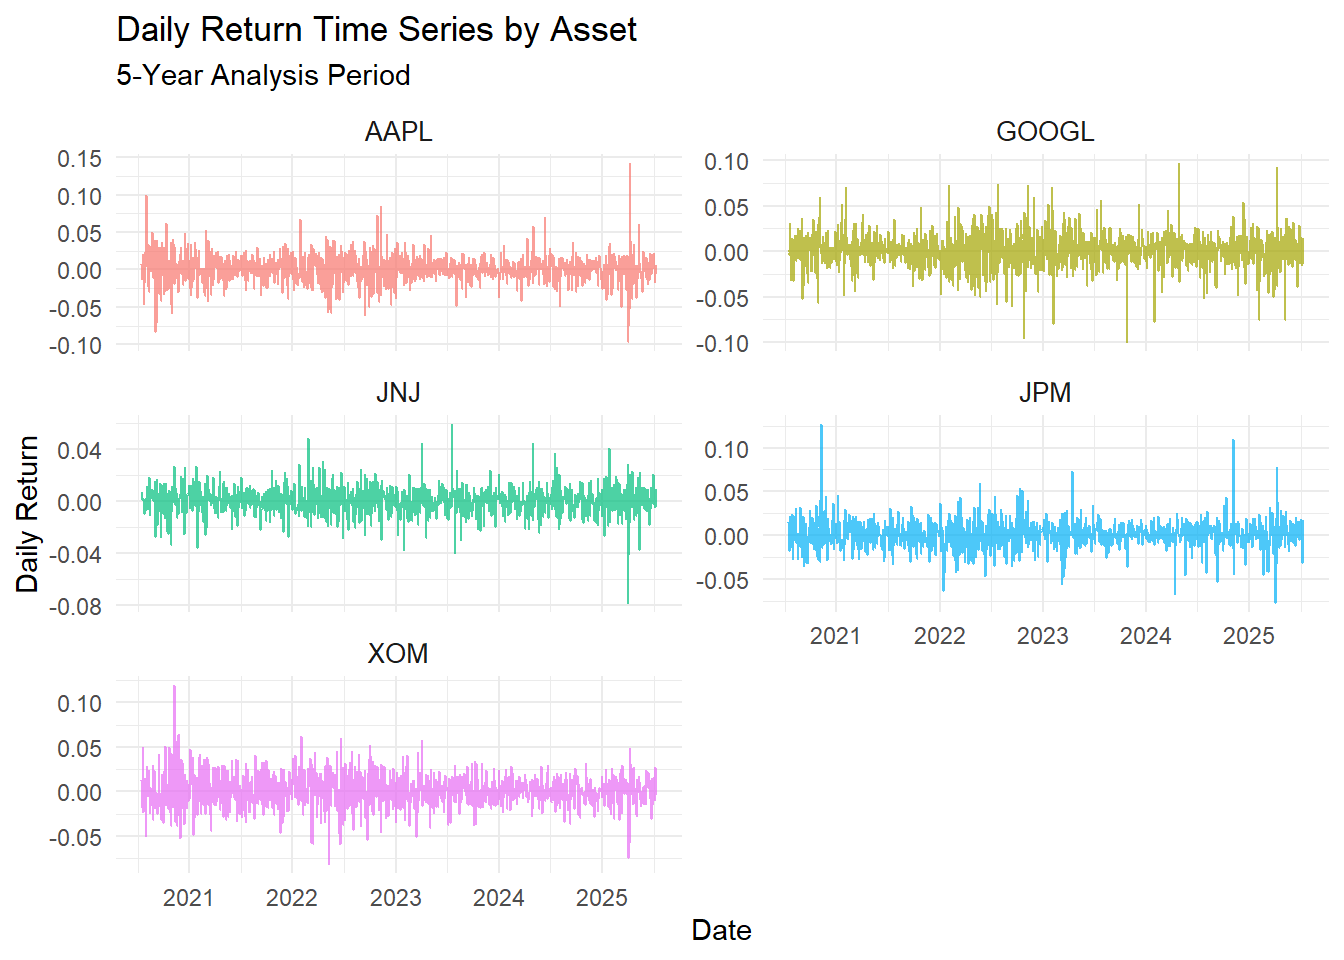 Daily Return Time Series by Asset
5-Year Analysis Period
AAPL
0.15
0.10
0.05
0.00
-0.05
-0.10
GOOGL
0.10
0.05
0.00
-0.05
-0.10
Daily Return
JNJ
0.04
0.00
-0.04
-0.08
JPM
0.10
0.05
0.00
-0.05
2021 2022 2023 2024 2025
XOM
0.10
0.05
0.00
-0.05
2021 2022 2023 2024 2025
Date